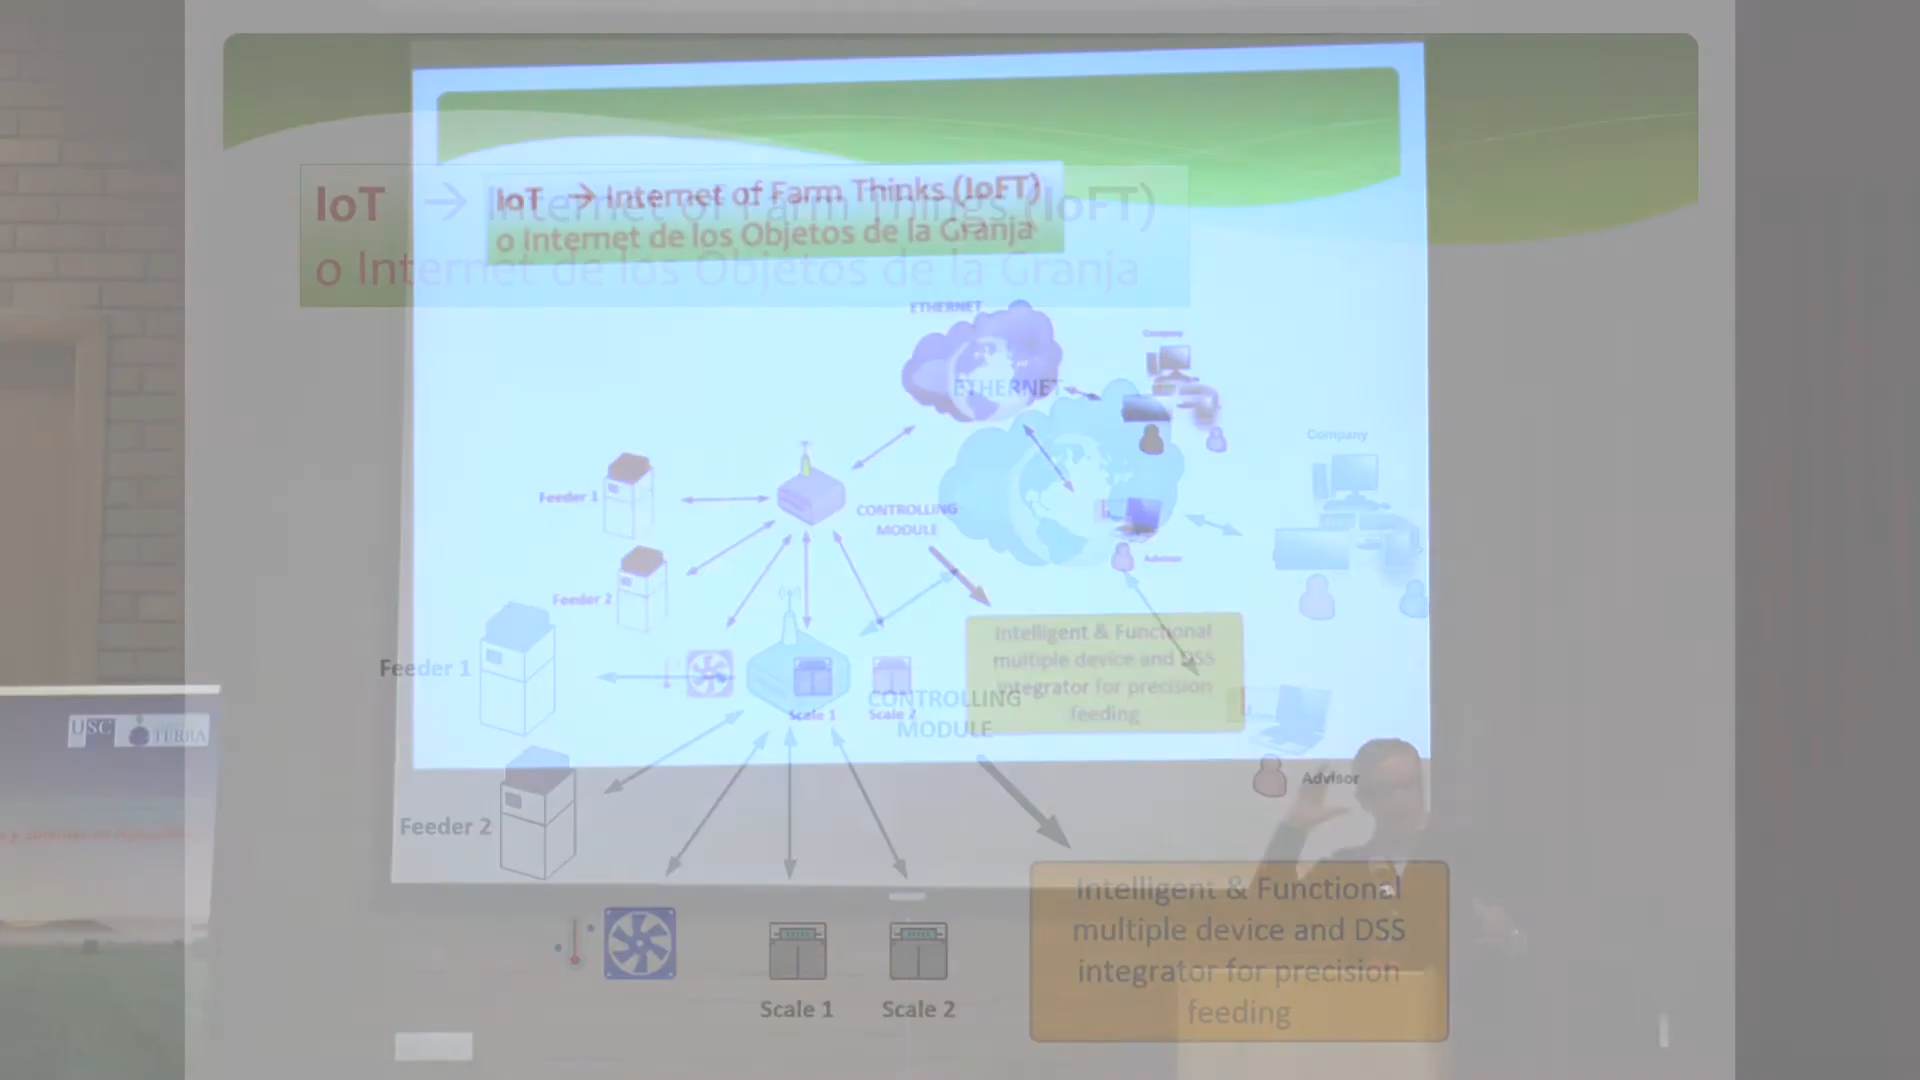 IoT → Internet of Farm Thinks (IoFT)
o Internet de los Objetos de la Granja
ETHERNET
Company
Feeder 1
CONTROLLING
MODULE
Advisor
Feeder 2
Intelligent & Functional
multiple device and DSS
integrator for precision
feeding
Scale 1
Scale 2
IoT → Internet of Farm Things (IoFT)
o Internet de los Objetos de la Granja
ETHERNET
Company
Feeder 1
CONTROLLING
MODULE
Advisor
Feeder 2
Intelligent & Functional
multiple device and DSS
integrator for precision
feeding
Scale 1
Scale 2
USC
TERRA